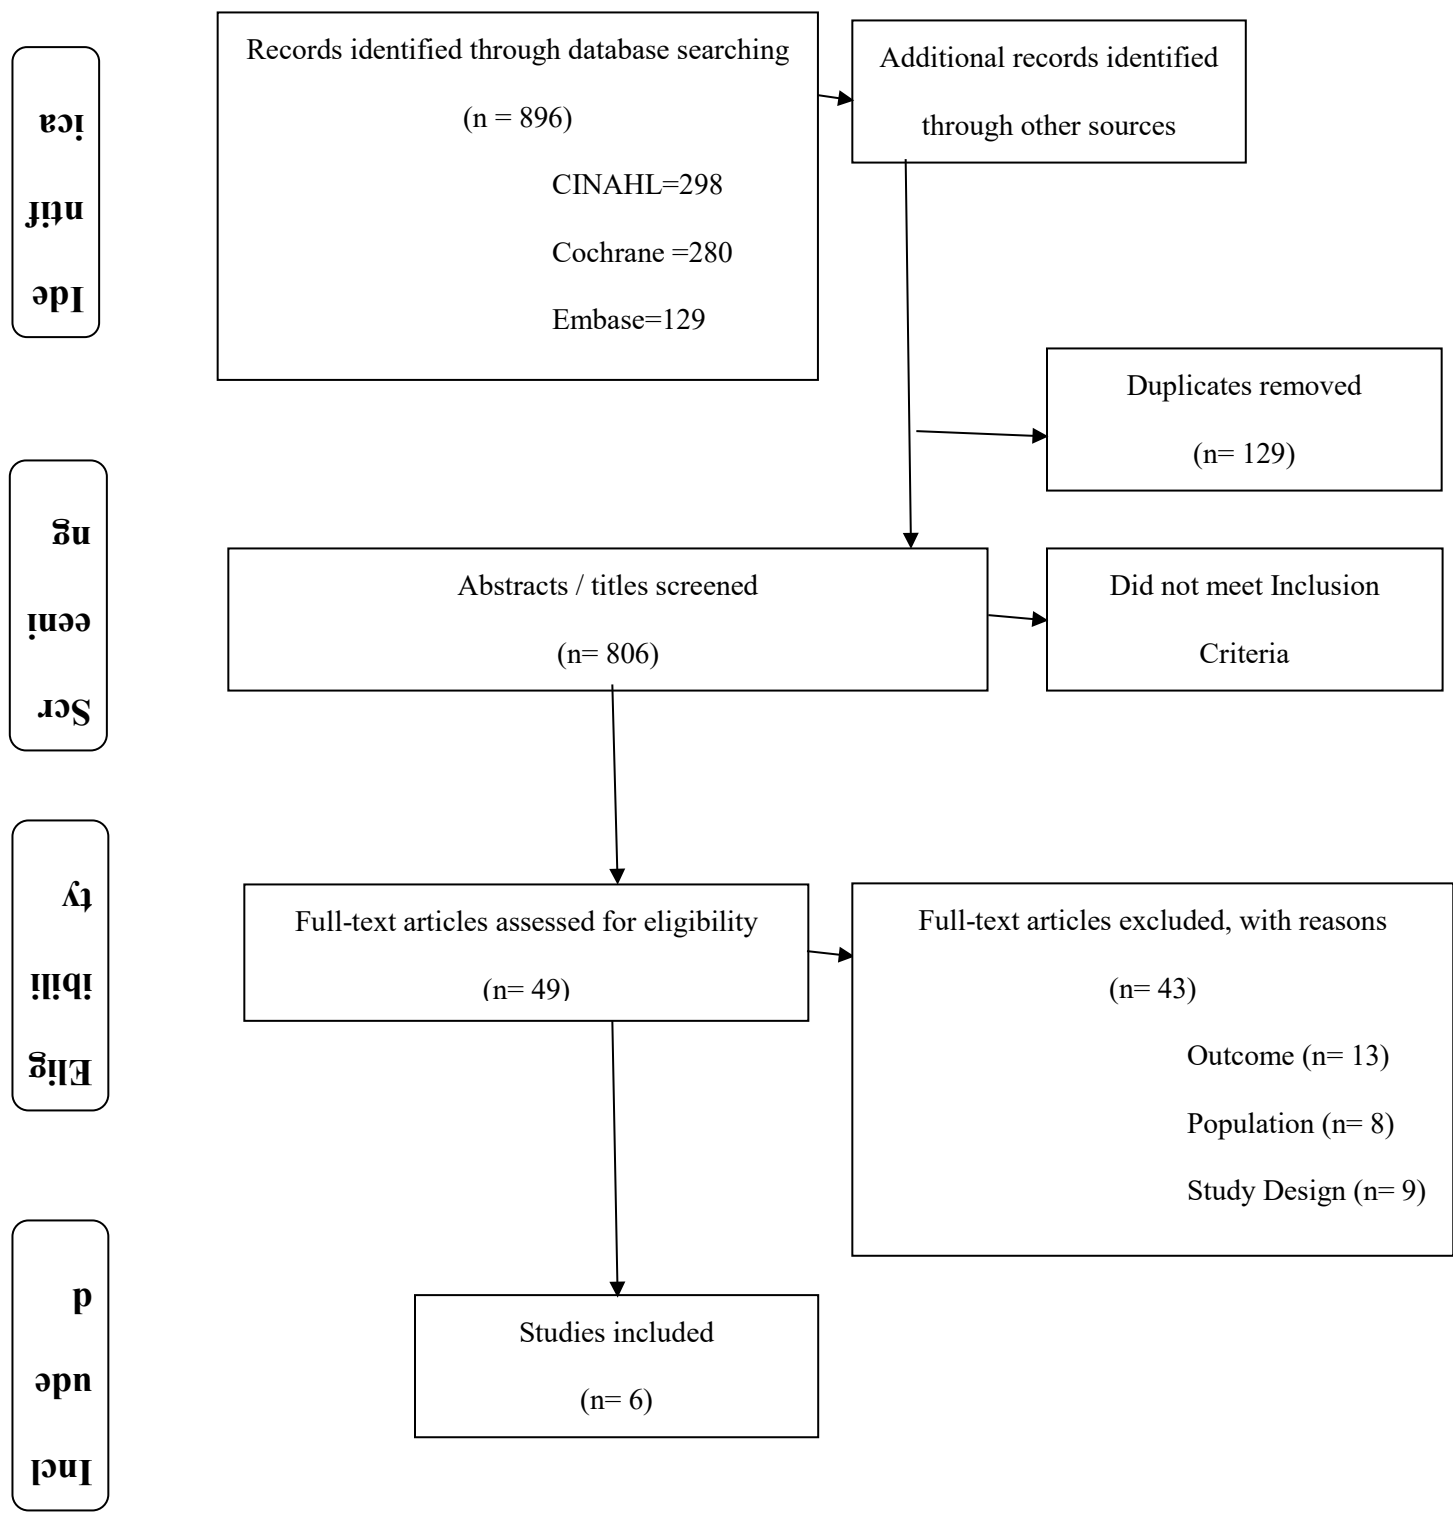 Records identified through database searching
(n = 896)
CINAHL=298
Cochrane =280
Embase=129
Additional records identified
through other sources
Ide
ntif
ica
Duplicates removed
(n= 129)
Abstracts / titles screened
(n= 806)
Did not meet Inclusion
Criteria
Scr
eeni
ng
Full-text articles assessed for eligibility
(n= 49)
Full-text articles excluded, with reasons
(n= 43)
Outcome (n= 13)
Population (n= 8)
Study Design (n= 9)
Elig
ibili
ty
Studies included
(n= 6)
Incl
ude
d